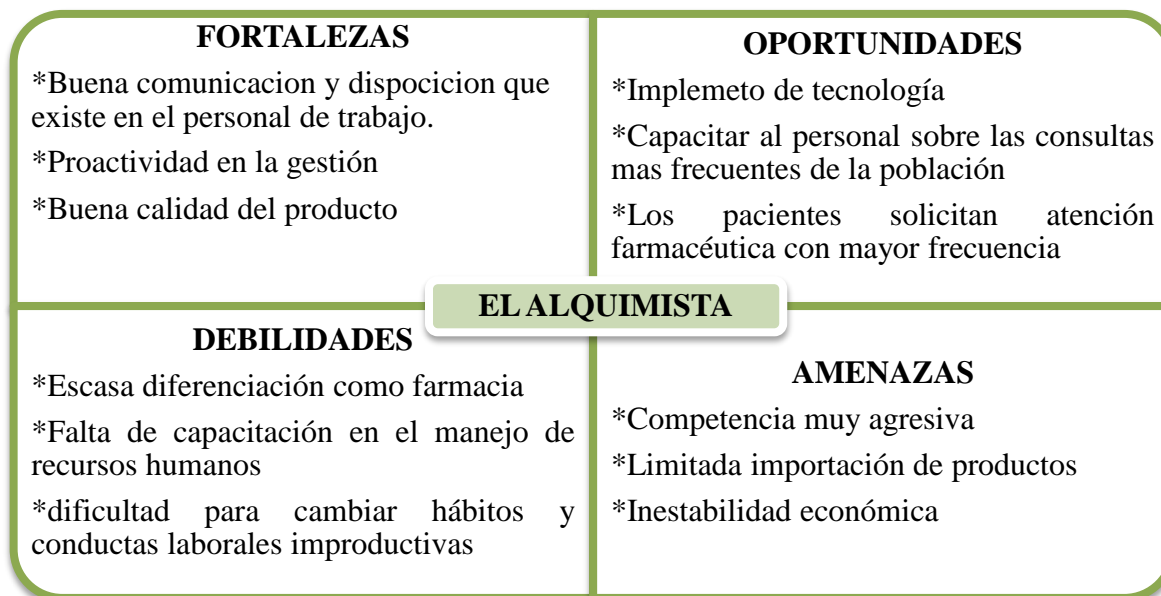 FORTALEZAS
*Buena comunicacion y dispocicion que
existe en el personal de trabajo.
*Proactividad en la gestión
*Buena calidad del producto
OPORTUNIDADES
*Implemeto de tecnología
*Capacitar al personal sobre las consultas
mas frecuentes de la población
*Los pacientes solicitan atención
farmacéutica con mayor frecuencia
EL ALQUIMISTA
DEBILIDADES
*Escasa diferenciación como farmacia
*Falta de capacitación en el manejo de
recursos humanos
*dificultad para cambiar hábitos y
conductas laborales improductivas
AMENAZAS
*Competencia muy agresiva
*Limitada importación de productos
*Inestabilidad económica